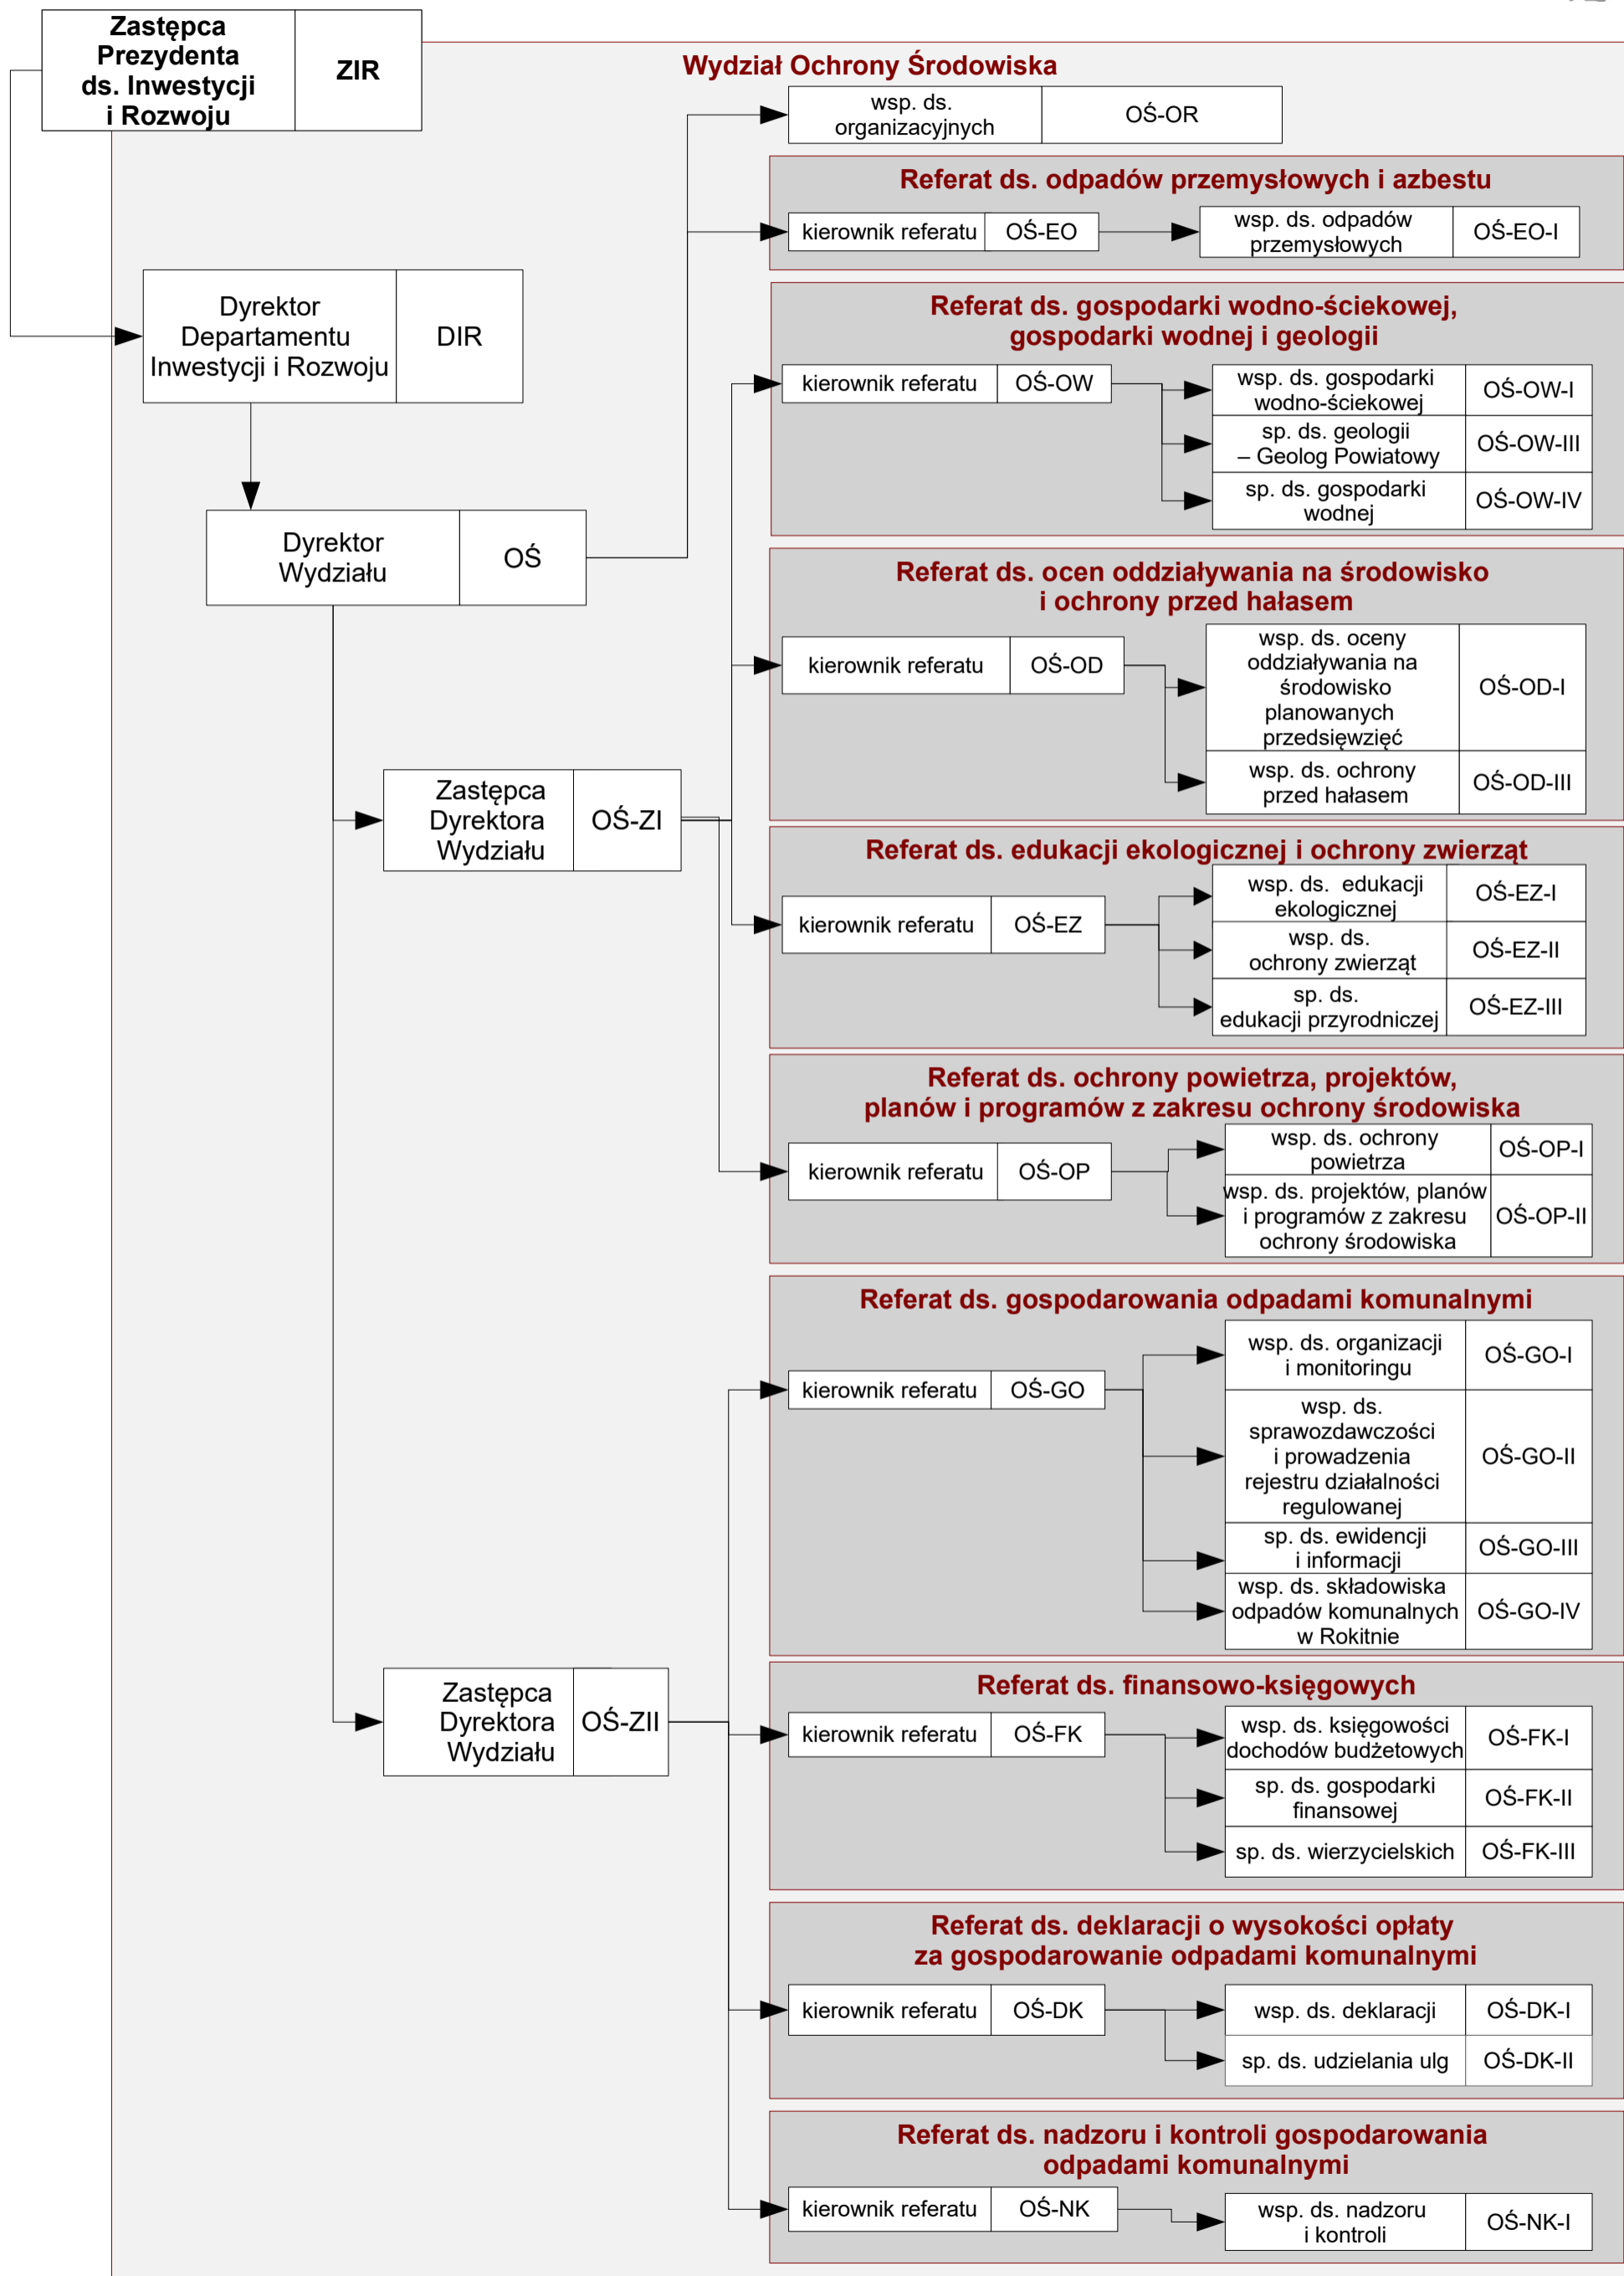 Zastępca
Prezydenta
ds. Inwestycji
i Rozwoju
ZIR
Wydział Ochrony Środowiska
wsp. ds.
organizacyjnych
OŚ-OR
Referat ds. odpadów przemysłowych i azbestu
kierownik referatu
OŚ-EO
wsp. ds. odpadów
przemysłowych
OŚ-EO-I
Dyrektor
Departamentu
Inwestycji i Rozwoju
DIR
Referat ds. gospodarki wodno-ściekowej,
gospodarki wodnej i geologii
kierownik referatu
OŚ-OW
wsp. ds. gospodarki
wodno-ściekowej
OŚ-OW-I
sp. ds. geologii
– Geolog Powiatowy
OŚ-OW-III
sp. ds. gospodarki
wodnej
OŚ-OW-IV
Dyrektor
Wydziału
OŚ
Referat ds. ocen oddziaływania na środowisko
i ochrony przed hałasem
kierownik referatu
OŚ-OD
wsp. ds. oceny
oddziaływania na
środowisko
planowanych
przedsięwzięć
OŚ-OD-I
wsp. ds. ochrony
przed hałasem
OŚ-OD-III
Zastępca
Dyrektora
Wydziału
OŚ-ZI
Referat ds. edukacji ekologicznej i ochrony zwierząt
kierownik referatu
OŚ-EZ
wsp. ds. edukacji
ekologicznej
OŚ-EZ-I
wsp. ds.
ochrony zwierząt
OŚ-EZ-II
sp. ds.
edukacji przyrodniczej
OŚ-EZ-III
Referat ds. ochrony powietrza, projektów,
planów i programów z zakresu ochrony środowiska
kierownik referatu
OŚ-OP
wsp. ds. ochrony
powietrza
OŚ-OP-I
wsp. ds. projektów, planów
i programów z zakresu
ochrony środowiska
OŚ-OP-II
Referat ds. gospodarowania odpadami komunalnymi
kierownik referatu
OŚ-GO
wsp. ds. organizacji
i monitoringu
OŚ-GO-I
wsp. ds.
sprawozdawczości
i prowadzenia
rejestru działalności
regulowanej
OŚ-GO-II
sp. ds. ewidencji
i informacji
OŚ-GO-III
wsp. ds. składowiska
odpadów komunalnych
w Rokitnie
OŚ-GO-IV
Zastępca
Dyrektora
Wydziału
OŚ-ZII
Referat ds. finansowo-księgowych
kierownik referatu
OŚ-FK
wsp. ds. księgowości
dochodów budżetowych
OŚ-FK-I
sp. ds. gospodarki
finansowej
OŚ-FK-II
sp. ds. wierzycielskich
OŚ-FK-III
Referat ds. deklaracji o wysokości opłaty
za gospodarowanie odpadami komunalnymi
kierownik referatu
OŚ-DK
wsp. ds. deklaracji
OŚ-DK-I
sp. ds. udzielania ulg
OŚ-DK-II
Referat ds. nadzoru i kontroli gospodarowania
odpadami komunalnymi
kierownik referatu
OŚ-NK
wsp. ds. nadzoru
i kontroli
OŚ-NK-I